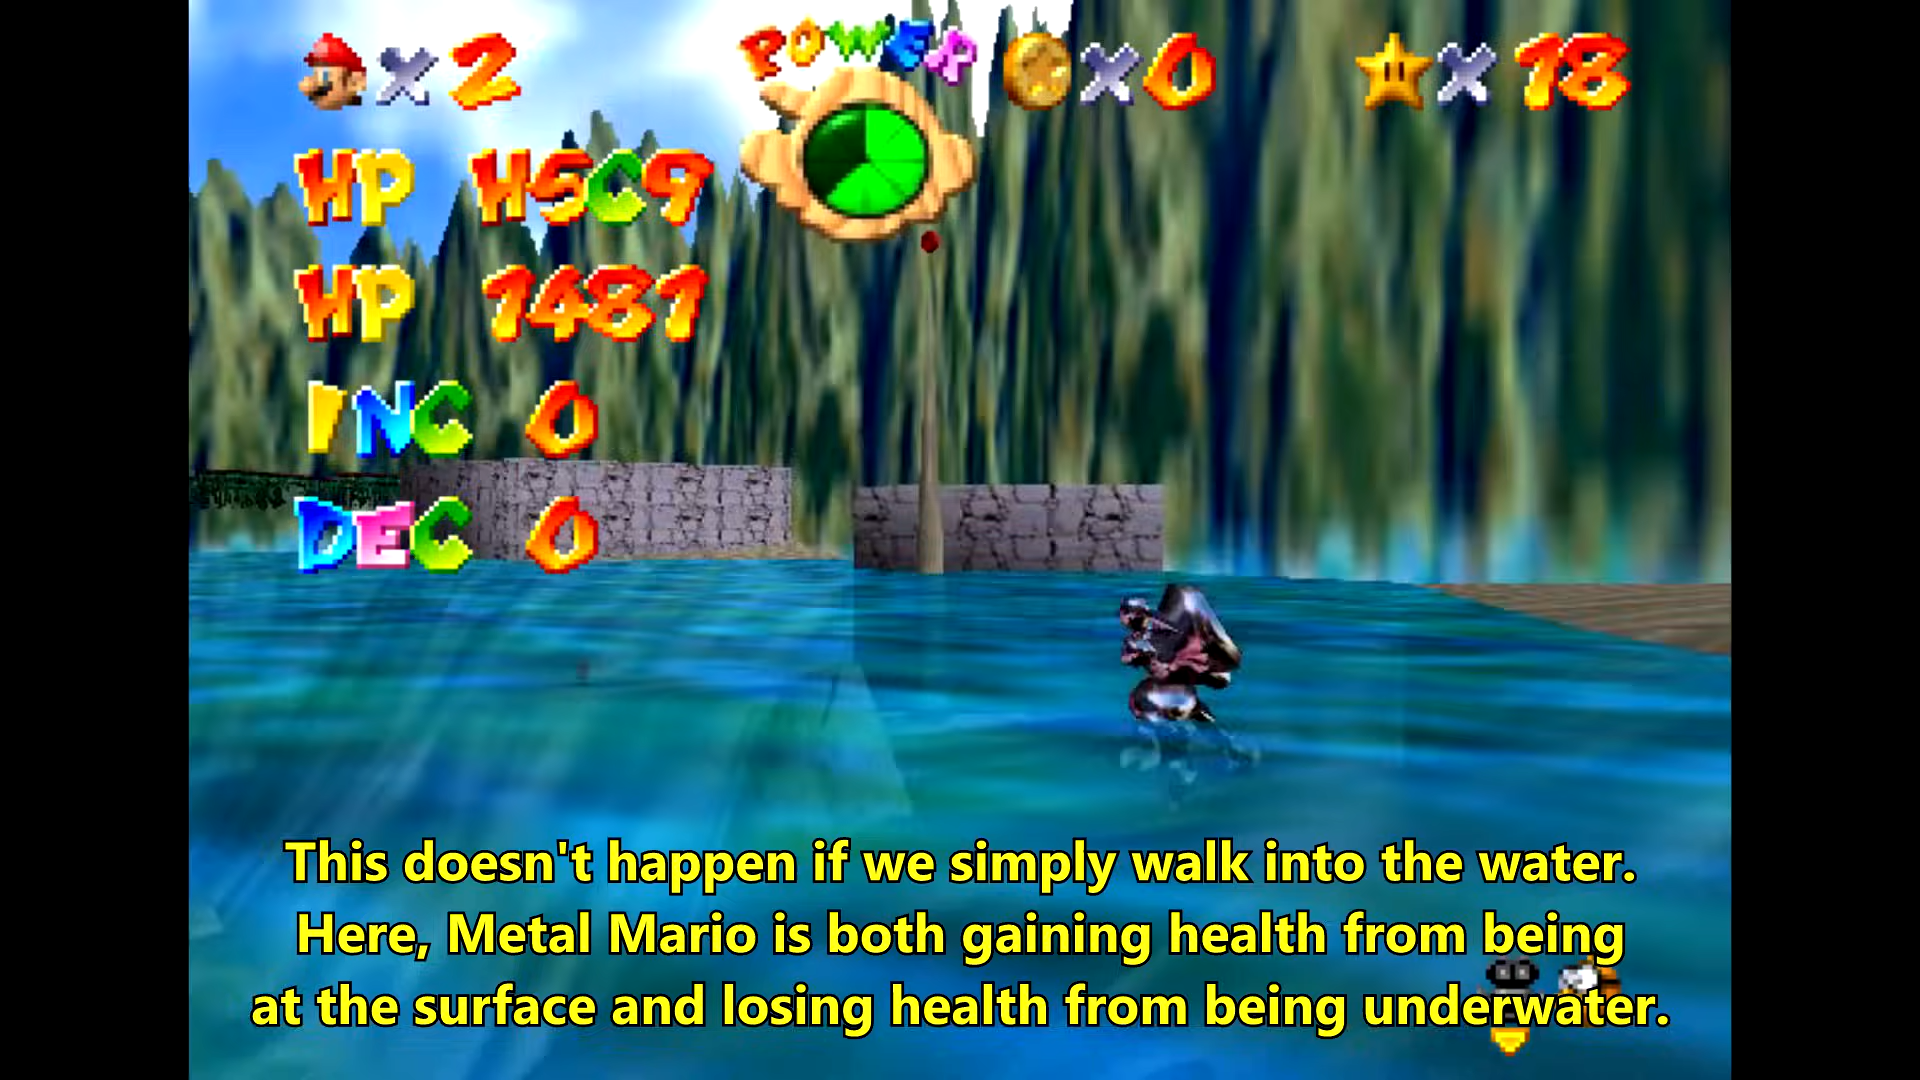 x 2 POWER x 0 x 18
HP H5C9
HP 1481
INC 0
DEC 0
This doesn't happen if we simply walk into the water.
Here, Metal Mario is both gaining health from being
at the surface and losing health from being underwater.